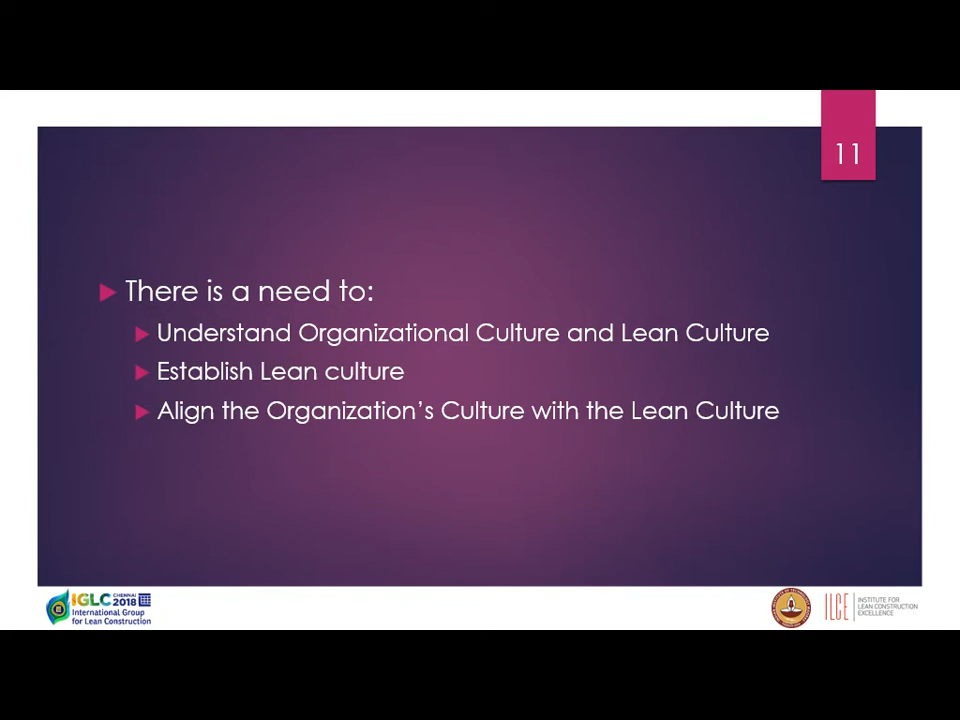 11
There is a need to:
Understand Organizational Culture and Lean Culture
Establish Lean culture
Align the Organization’s Culture with the Lean Culture
IGLC CHENNAI 2018
International Group
for Lean Construction
ILCE
INSTITUTE FOR
LEAN CONSTRUCTION
EXCELLENCE